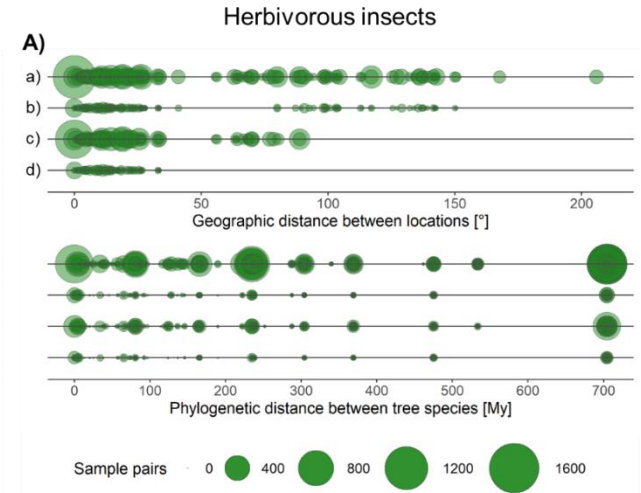 Herbivorous insects
A)
a)
b)
c)
d)
0 50 100 150 200
Geographic distance between locations [°]
0 100 200 300 400 500 600 700
Phylogenetic distance between tree species [My]
Sample pairs 0 400 800 1200 1600